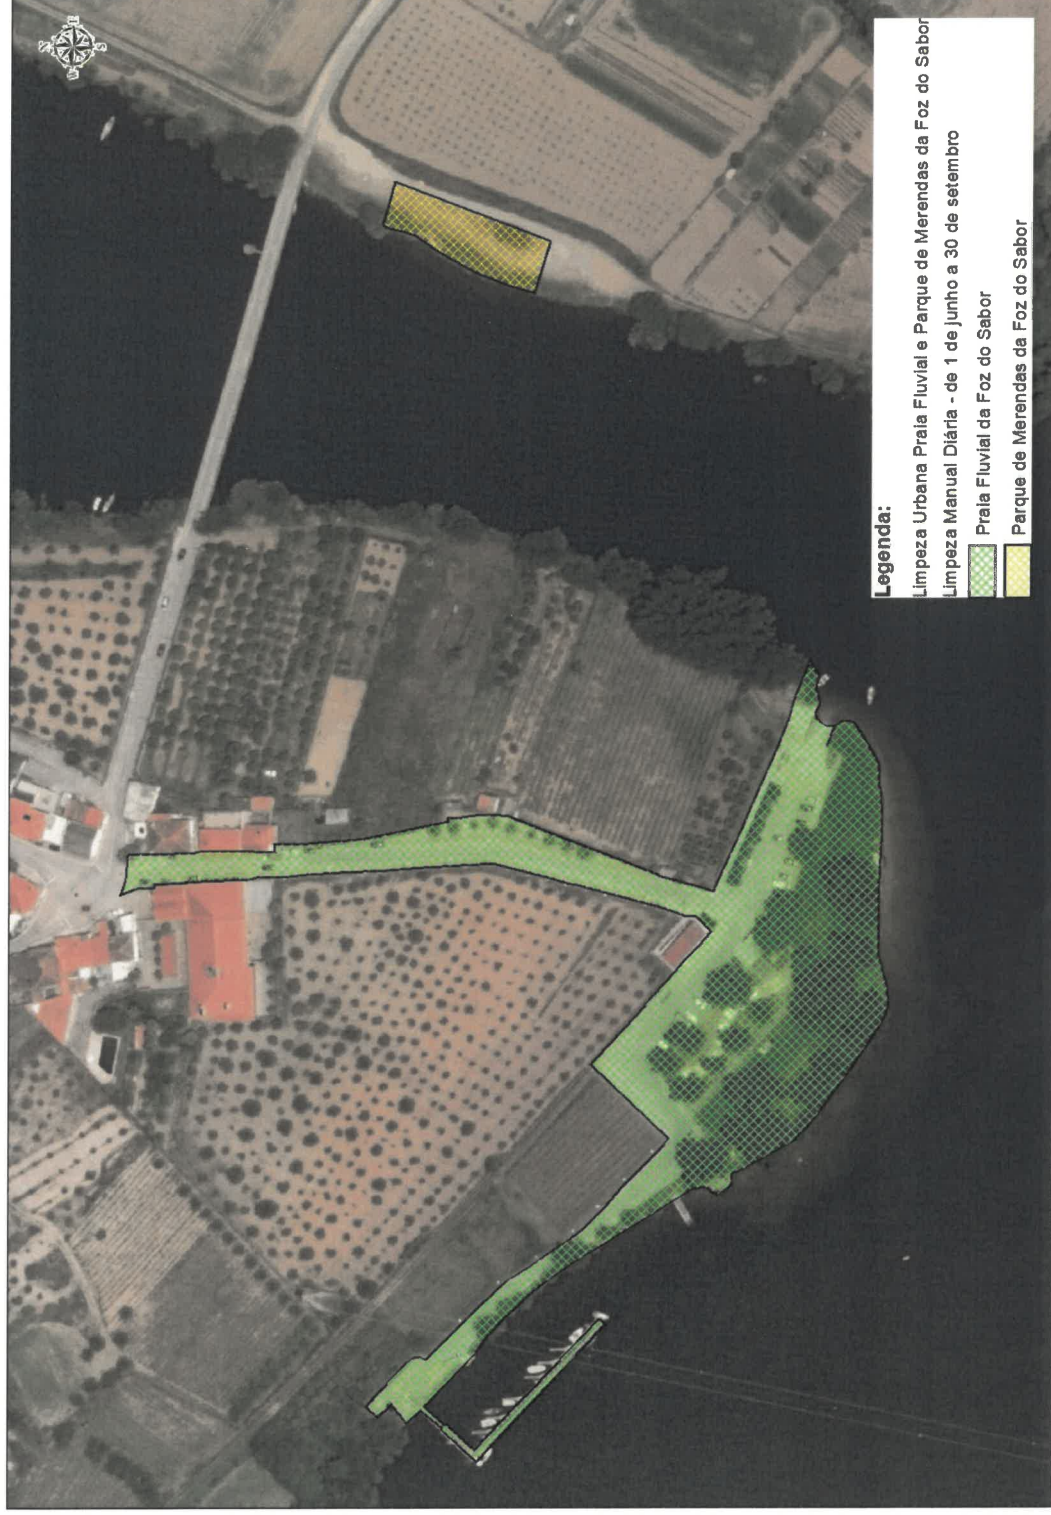 N
E
S
W
Legenda:
Limpeza Urbana Praia Fluvial e Parque de Merendas da Foz do Sabor
Limpeza Manual Diária - de 1 de junho a 30 de setembro
Praia Fluvial da Foz do Sabor
Parque de Merendas da Foz do Sabor